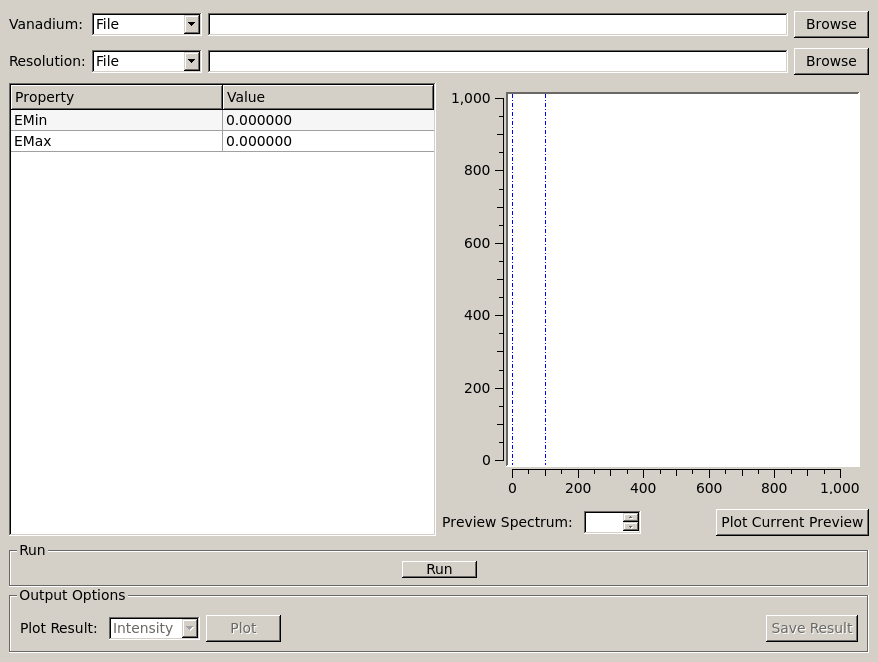 Vanadium: File Browse
Resolution: File Browse
Property Value
EMin 0.000000
EMax 0.000000
1,000
800
600
400
200
0
0 200 400 600 800 1,000
Preview Spectrum: Plot Current Preview
Run
Run
Output Options
Plot Result: Intensity Plot Save Result